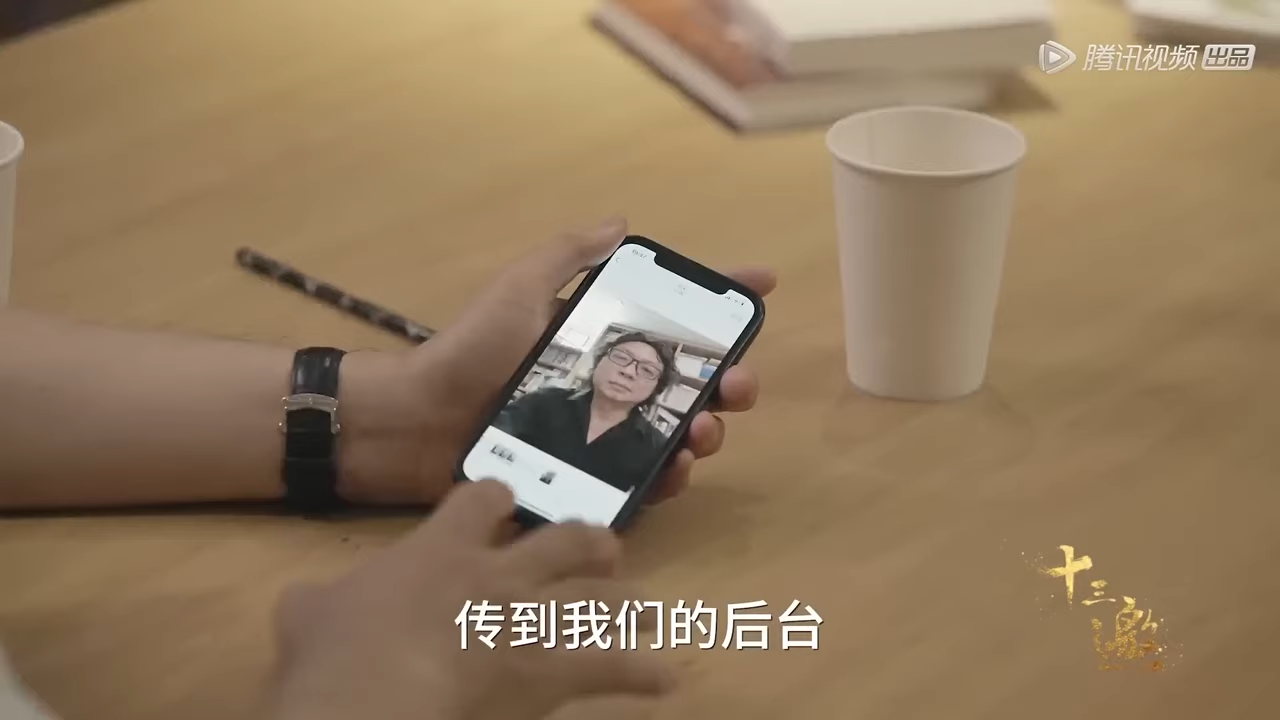 腾讯视频 出品
传到我们的后台
十三邀